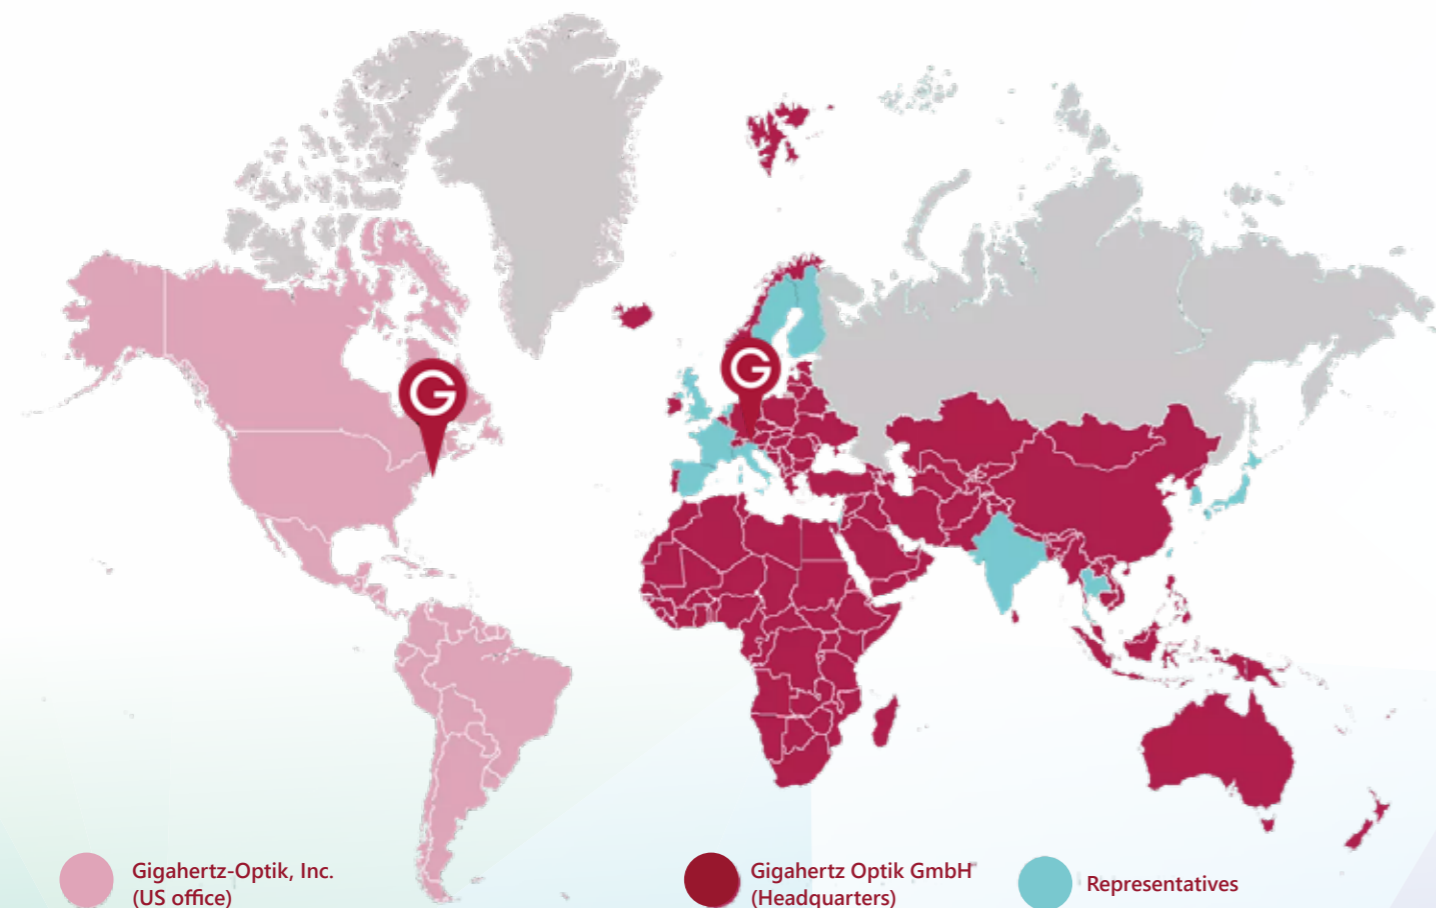 G
G
Gigahertz-Optik, Inc.
(US office)
Gigahertz Optik GmbH
(Headquarters)
Representatives